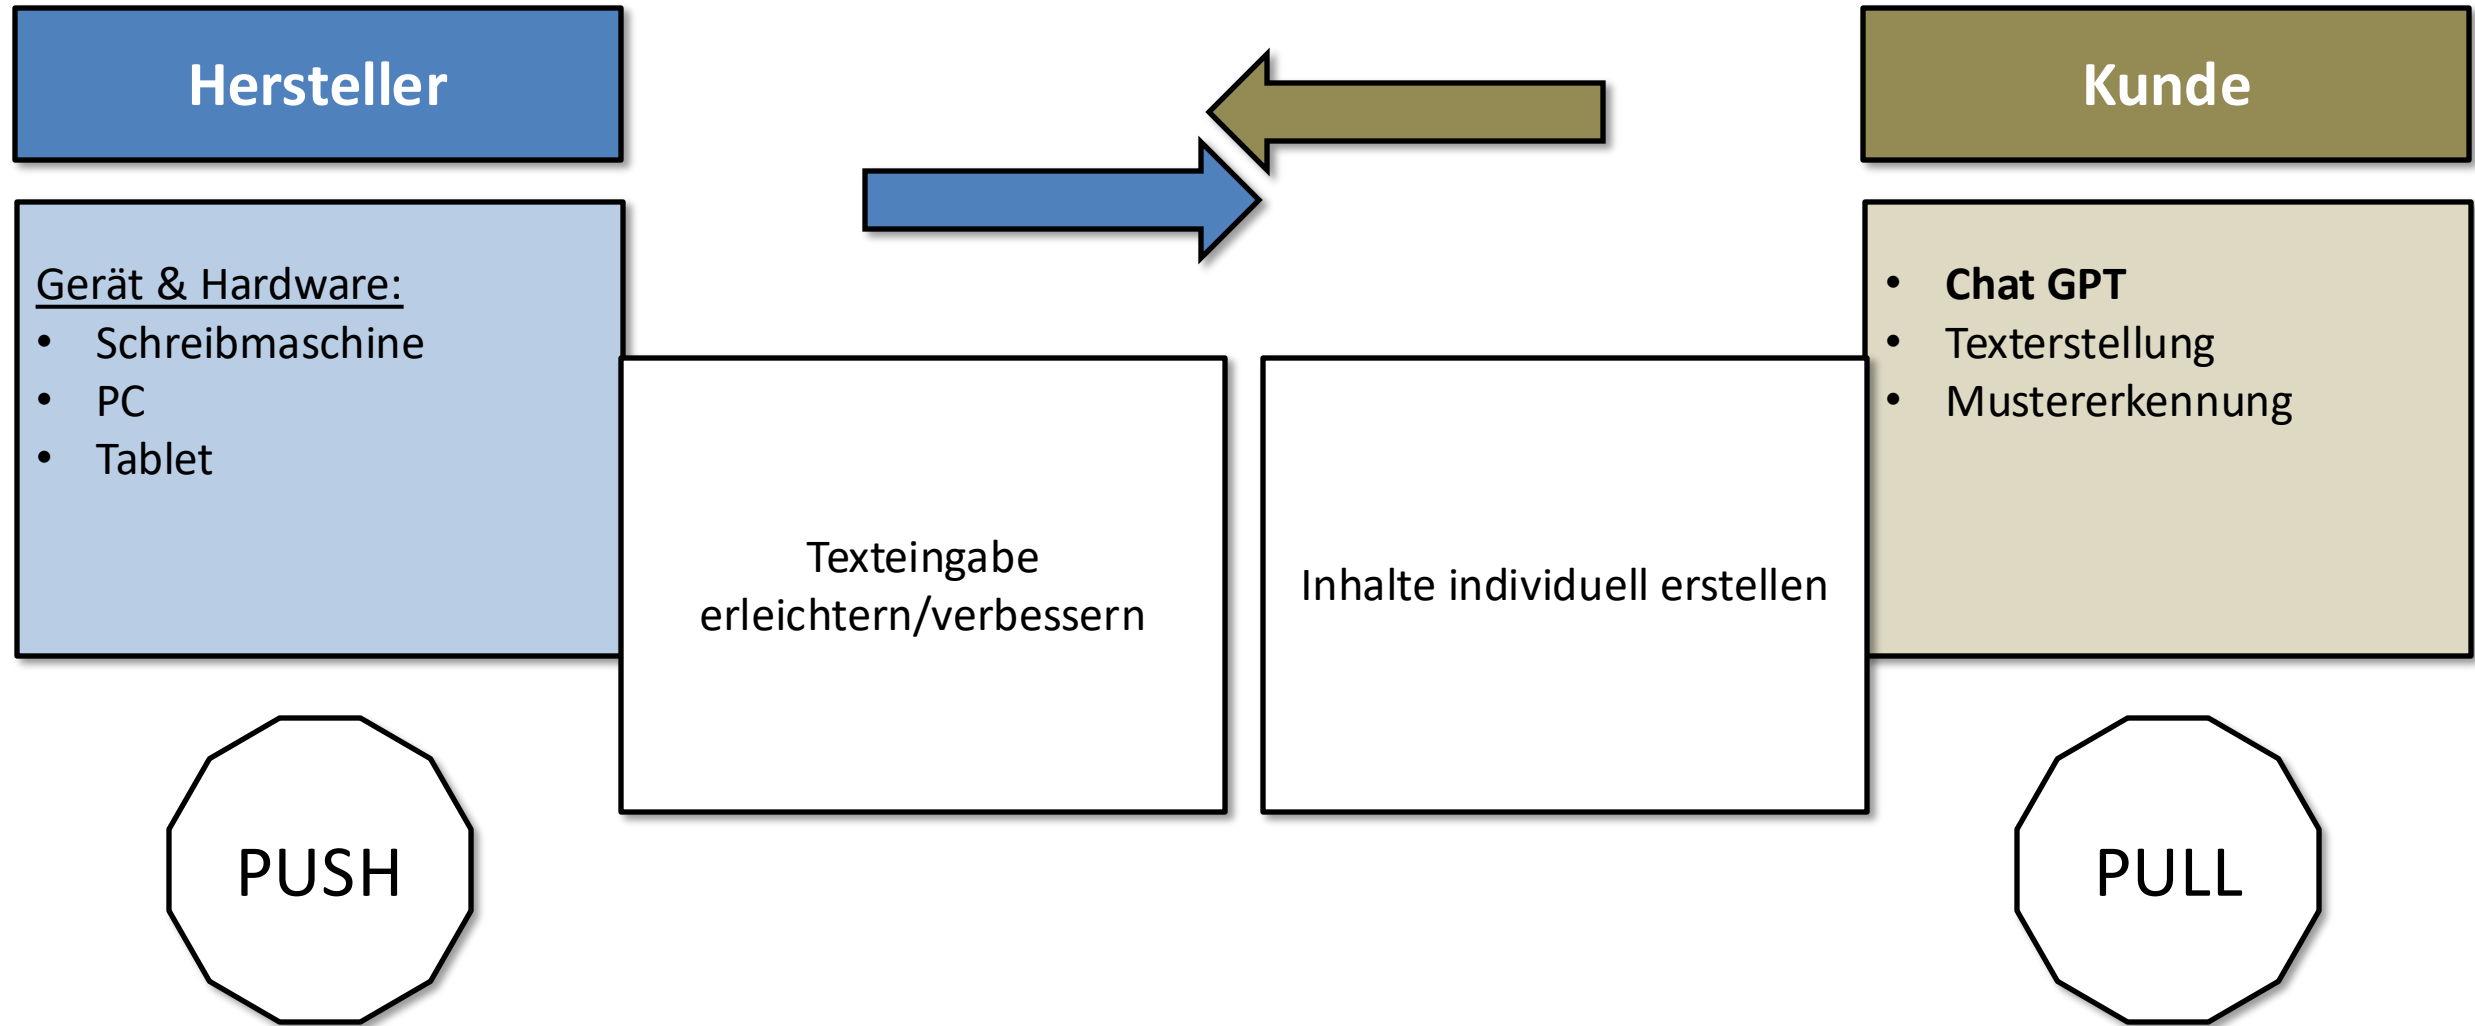 Hersteller
Kunde
Gerät & Hardware:
• Schreibmaschine
• PC
• Tablet
Texteingabe
erleichtern/verbessern
Inhalte individuell erstellen
• Chat GPT
• Texterstellung
• Mustererkennung
PUSH
PULL